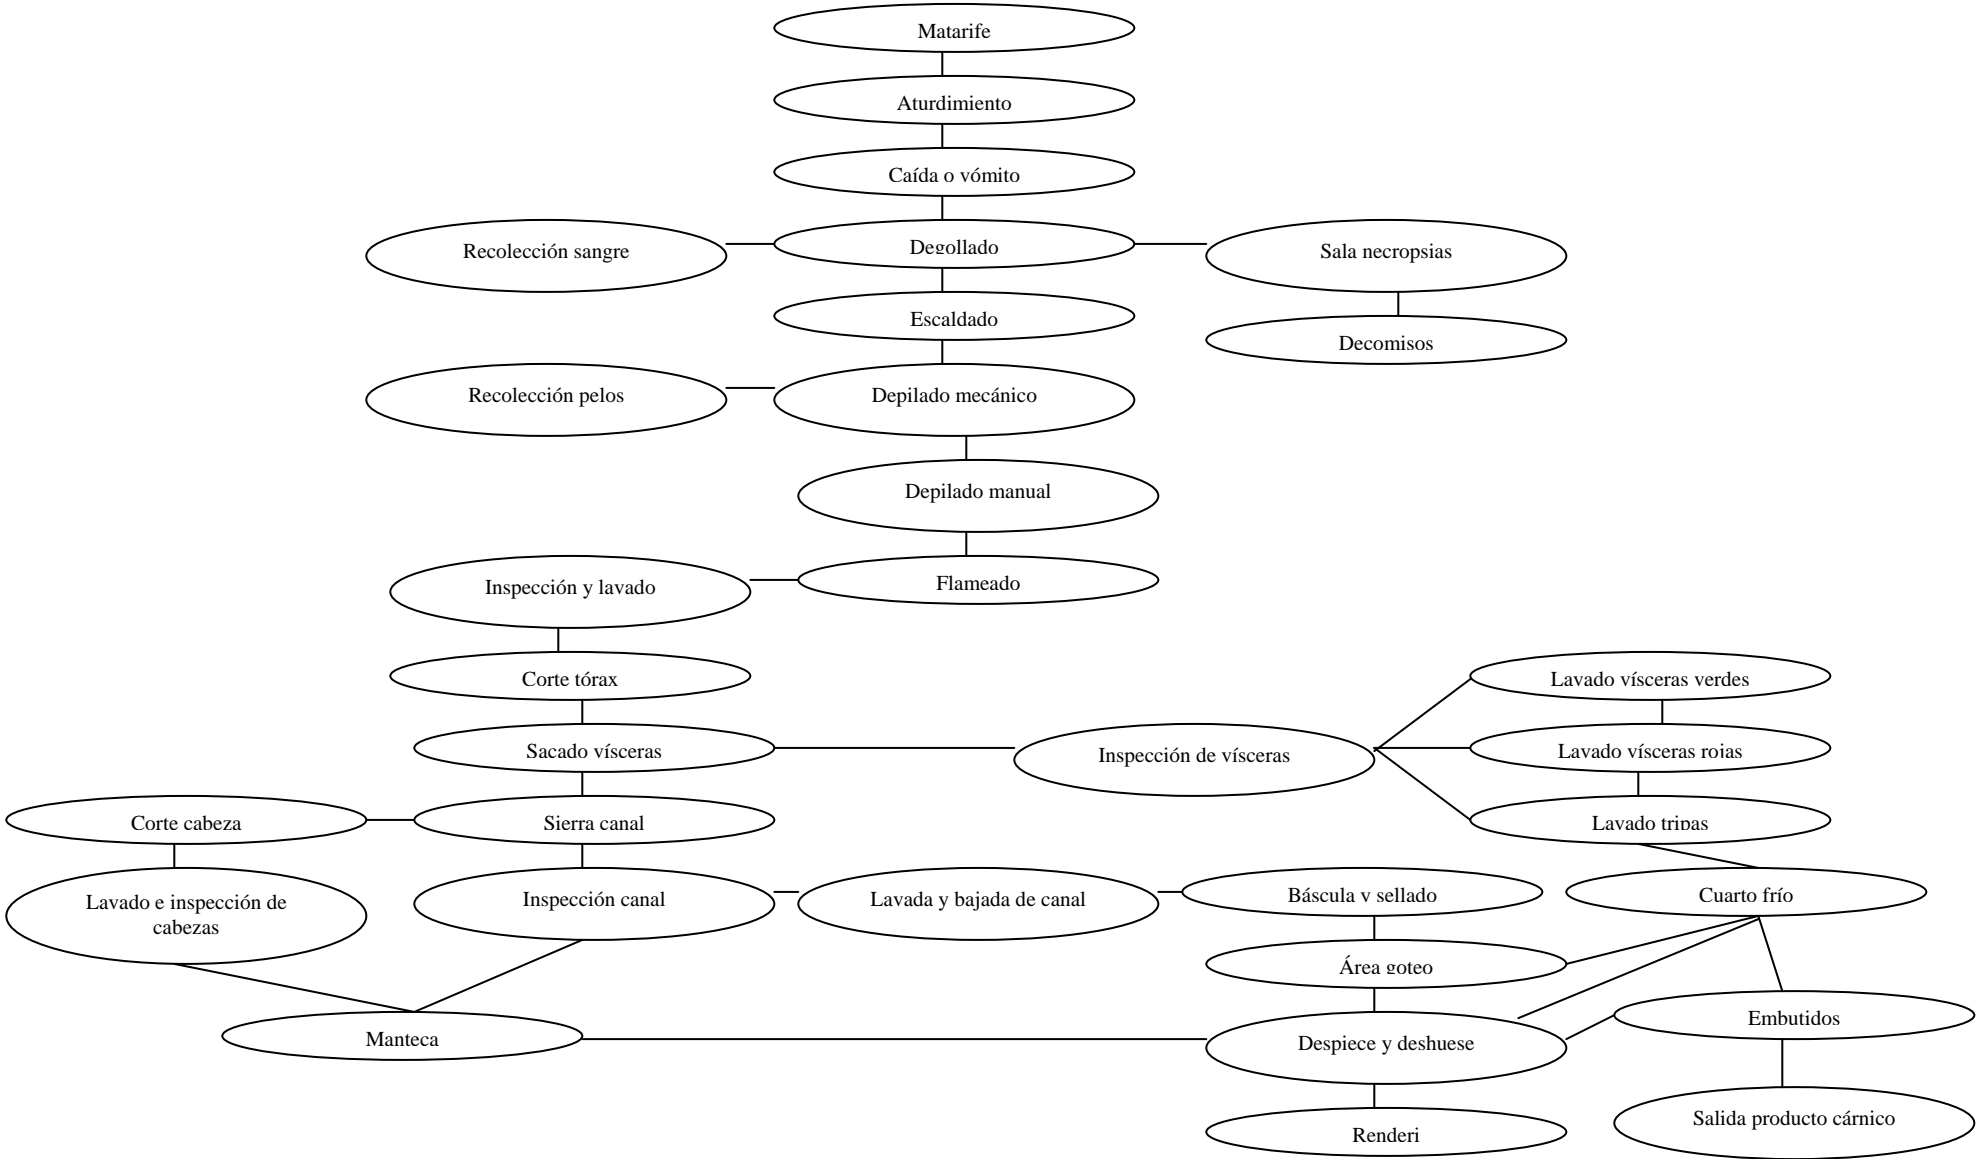 Matarife
Aturdimiento
Caída o vómito
Recolección sangre
Degollado
Sala necropsias
Escaldado
Decomisos
Recolección pelos
Depilado mecánico
Depilado manual
Inspección y lavado
Flameado
Corte tórax
Lavado vísceras verdes
Sacado vísceras
Inspección de vísceras
Lavado vísceras rojas
Corte cabeza
Sierra canal
Lavado tripas
Lavado e inspección de
cabezas
Inspección canal
Lavada y bajada de canal
Báscula y sellado
Cuarto frío
Área goteo
Manteca
Despiece y deshuese
Embutidos
Renderi
Salida producto cárnico